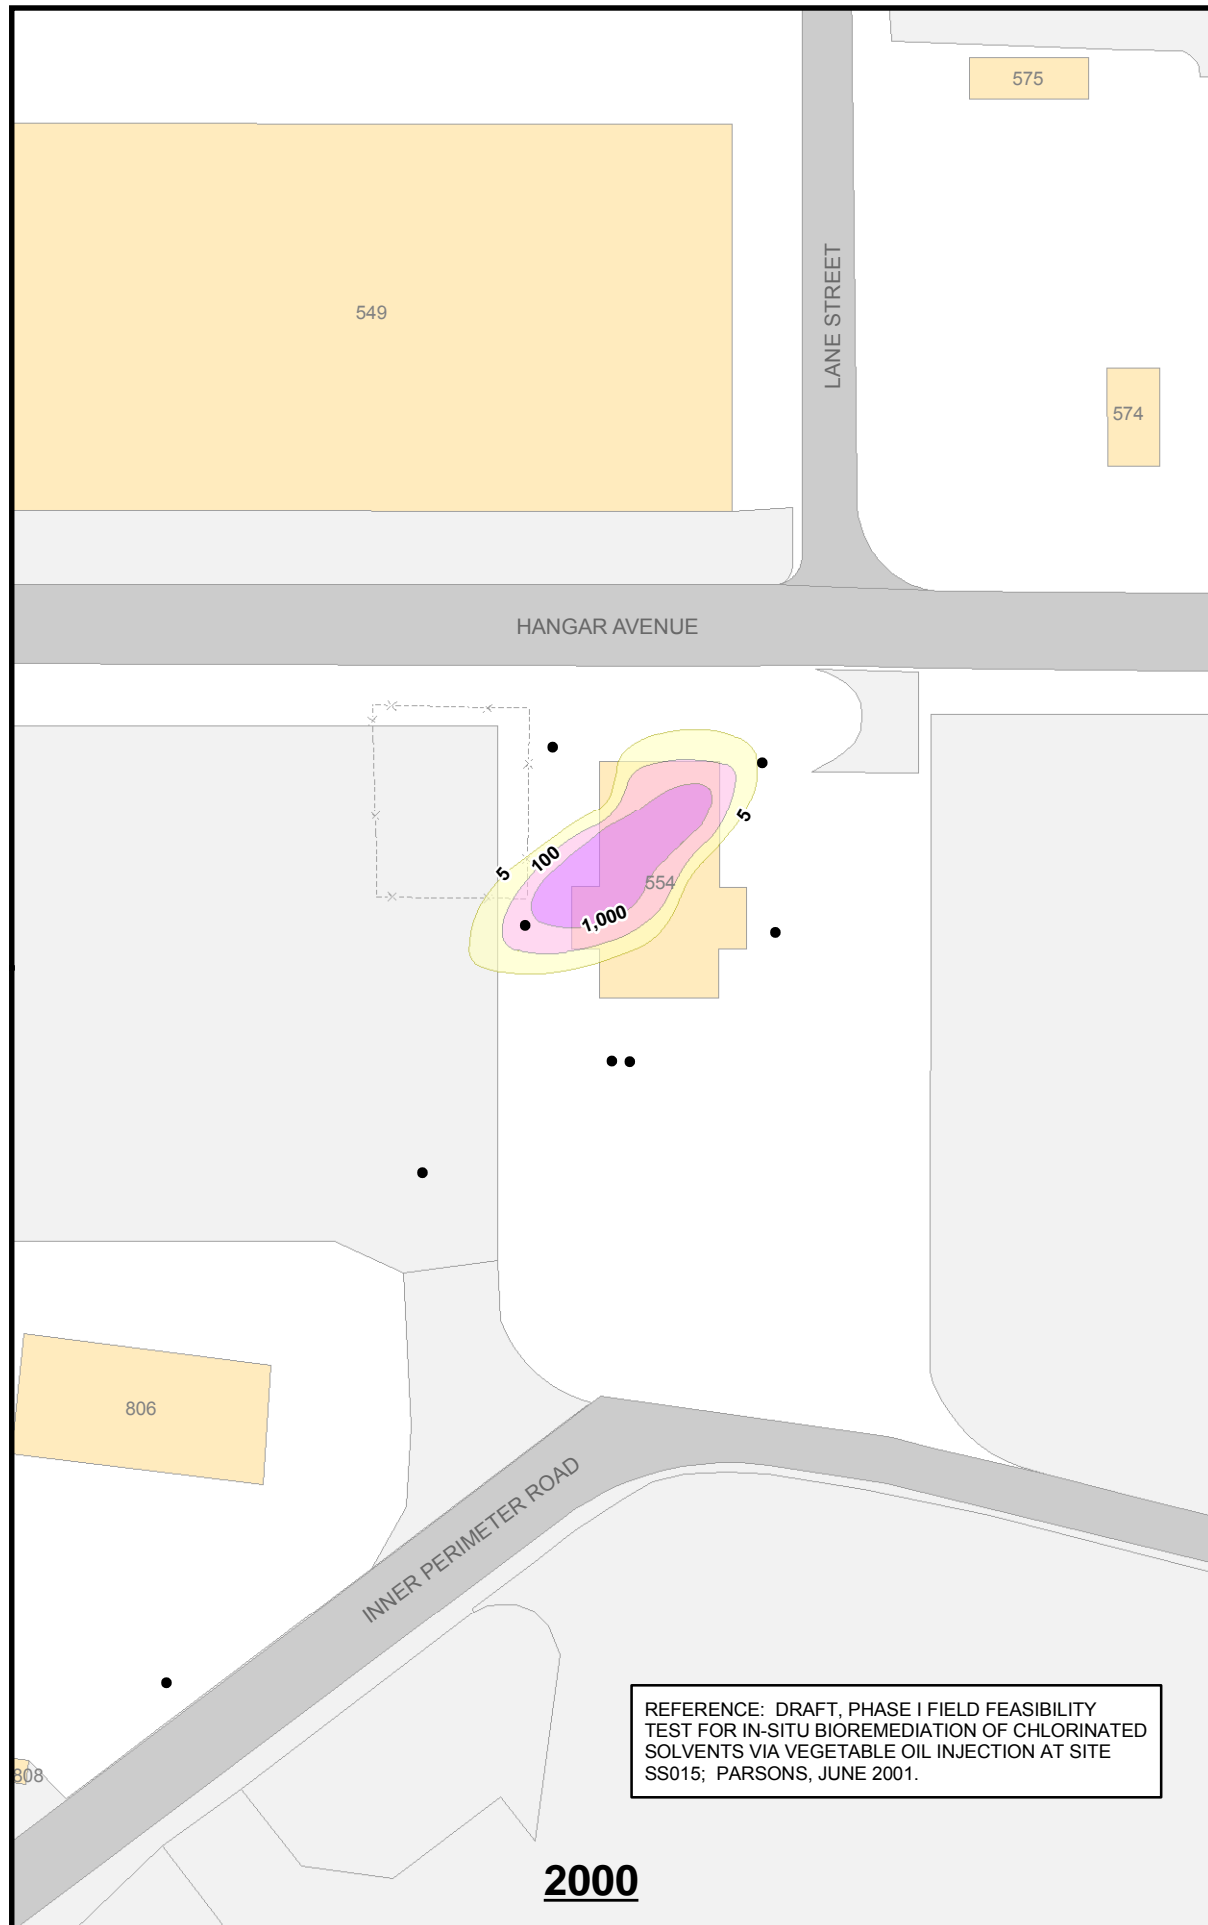 575
549
LANE STREET
574
HANGAR AVENUE
5
100
5
554
1,000
806
INNER PERIMETER ROAD
REFERENCE: DRAFT, PHASE I FIELD FEASIBILITY
TEST FOR IN-SITU BIOREMEDIATION OF CHLORINATED
SOLVENTS VIA VEGETABLE OIL INJECTION AT SITE
SS015; PARSONS, JUNE 2001.
808
2000